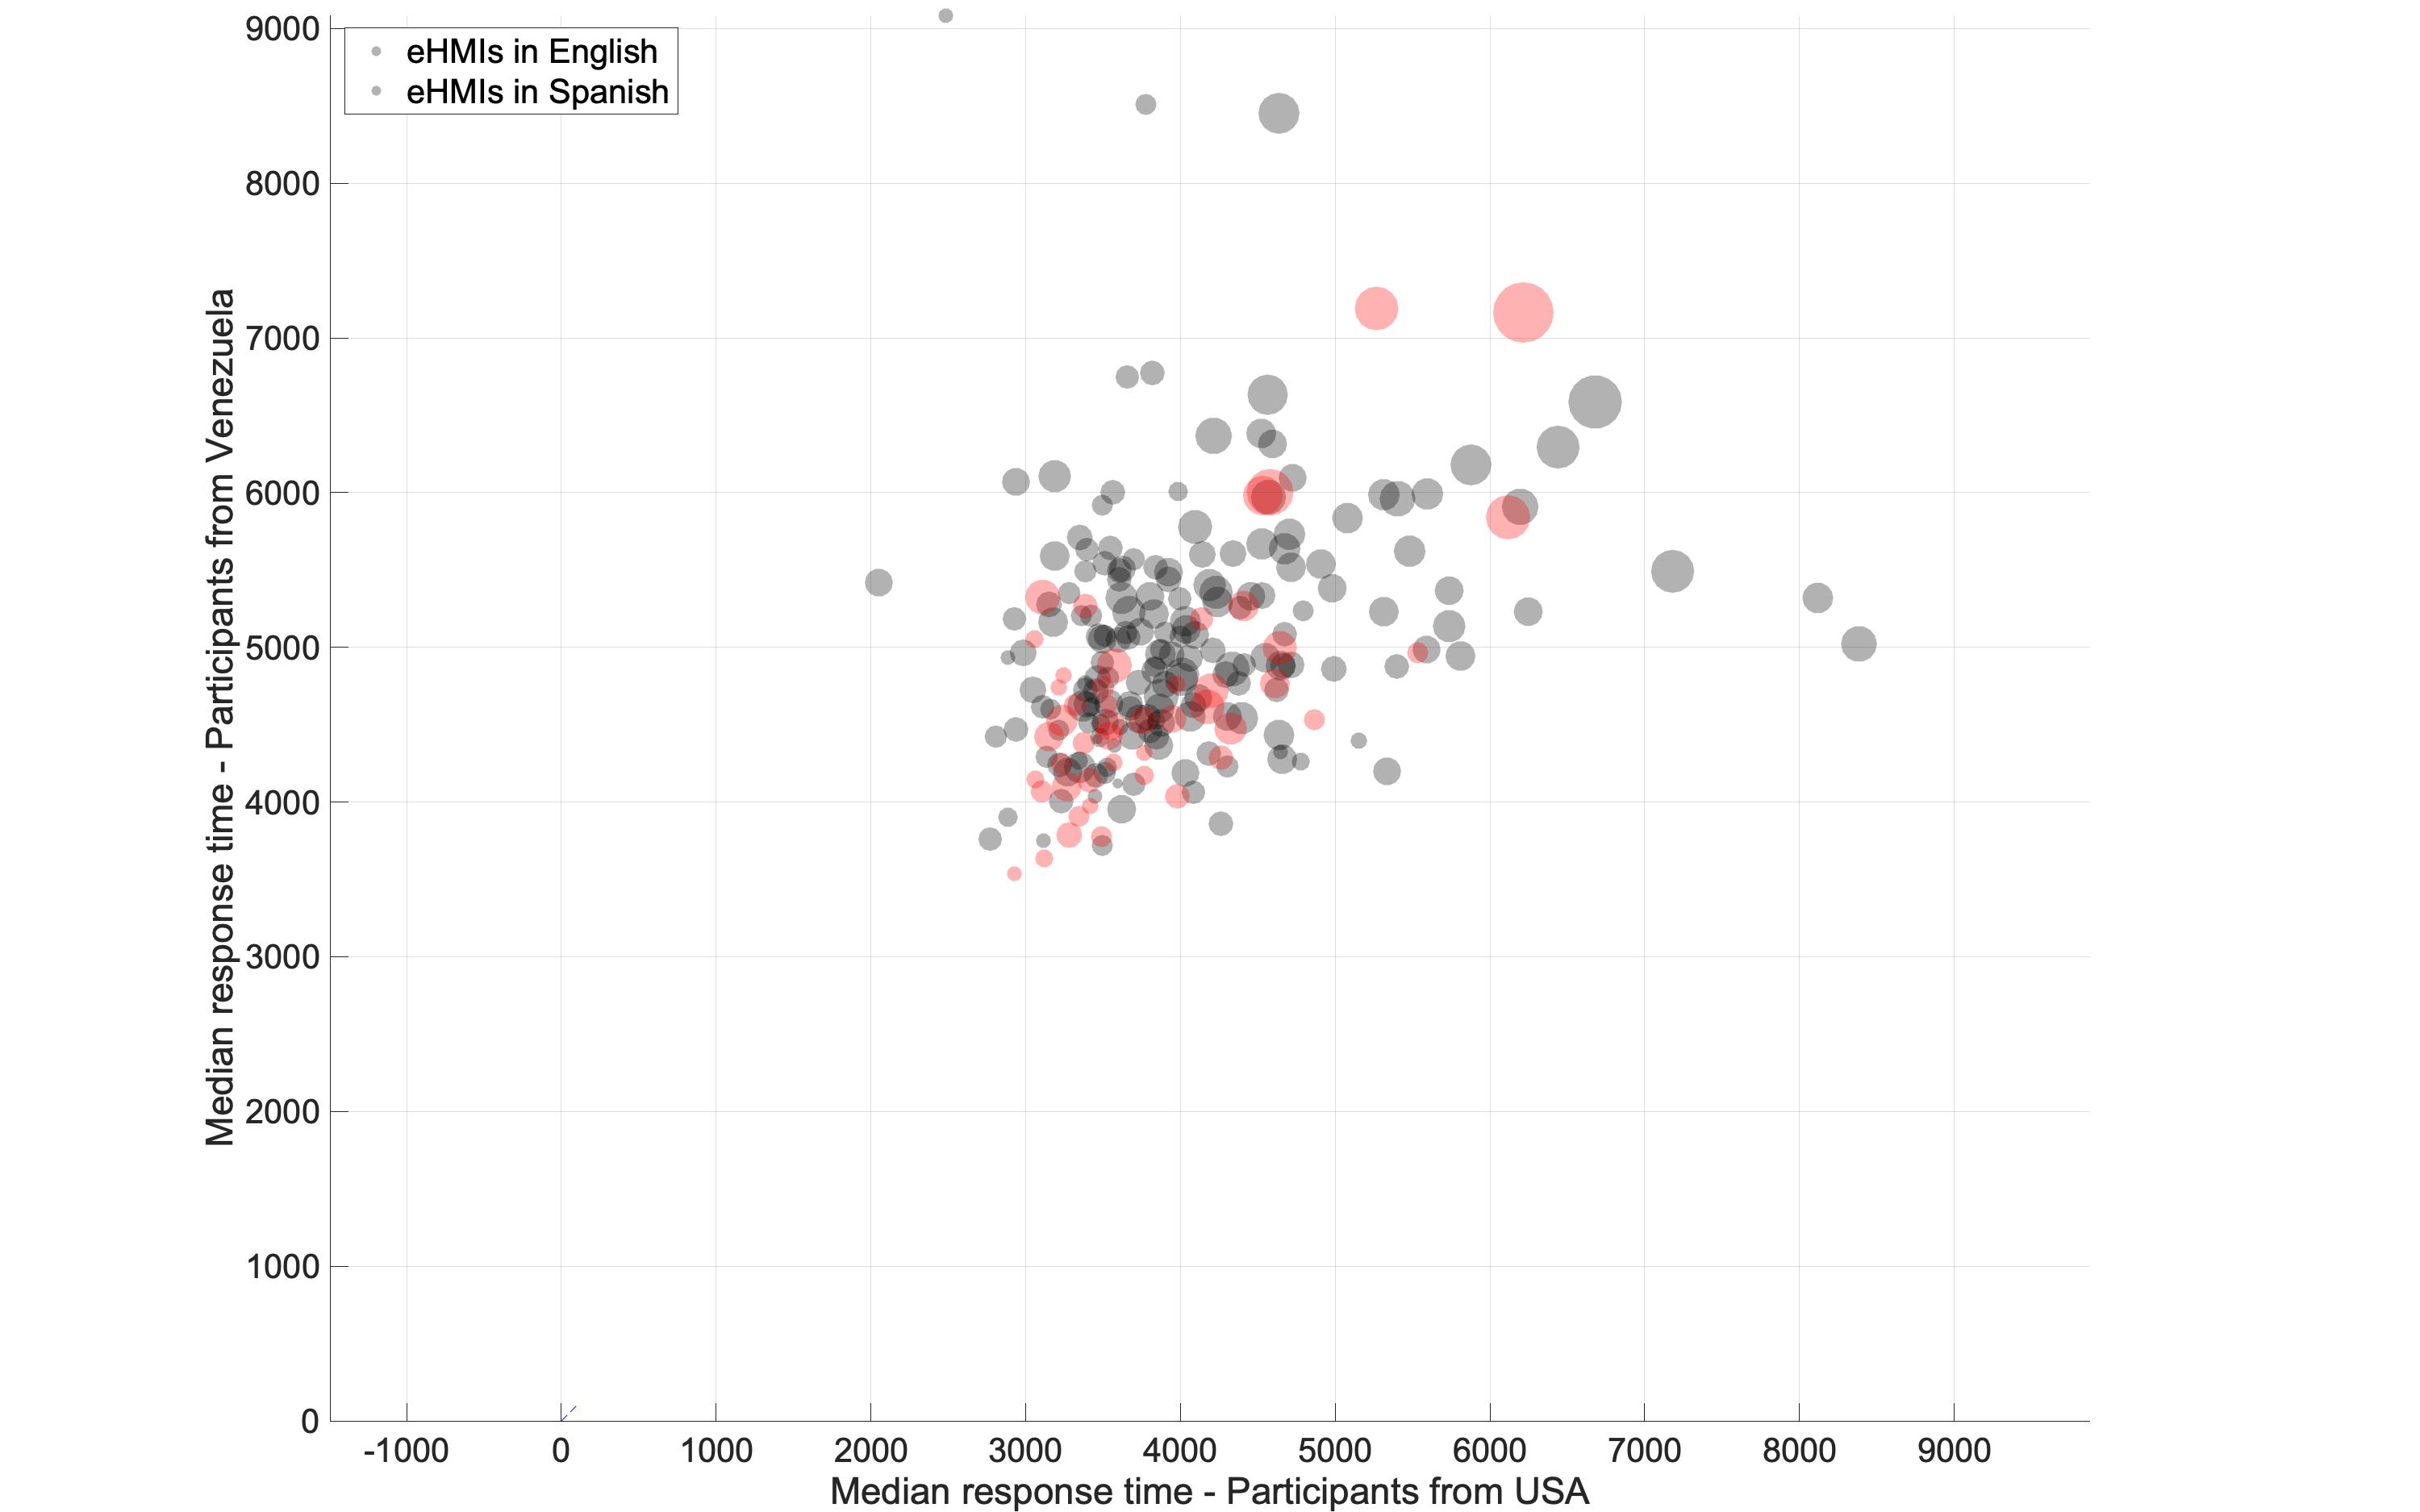 9000
8000
7000
6000
5000
4000
3000
2000
1000
0
eHMIs in English
eHMIs in Spanish
Median response time - Participants from Venezuela
-1000 0 1000 2000 3000 4000 5000 6000 7000 8000 9000
Median response time - Participants from USA